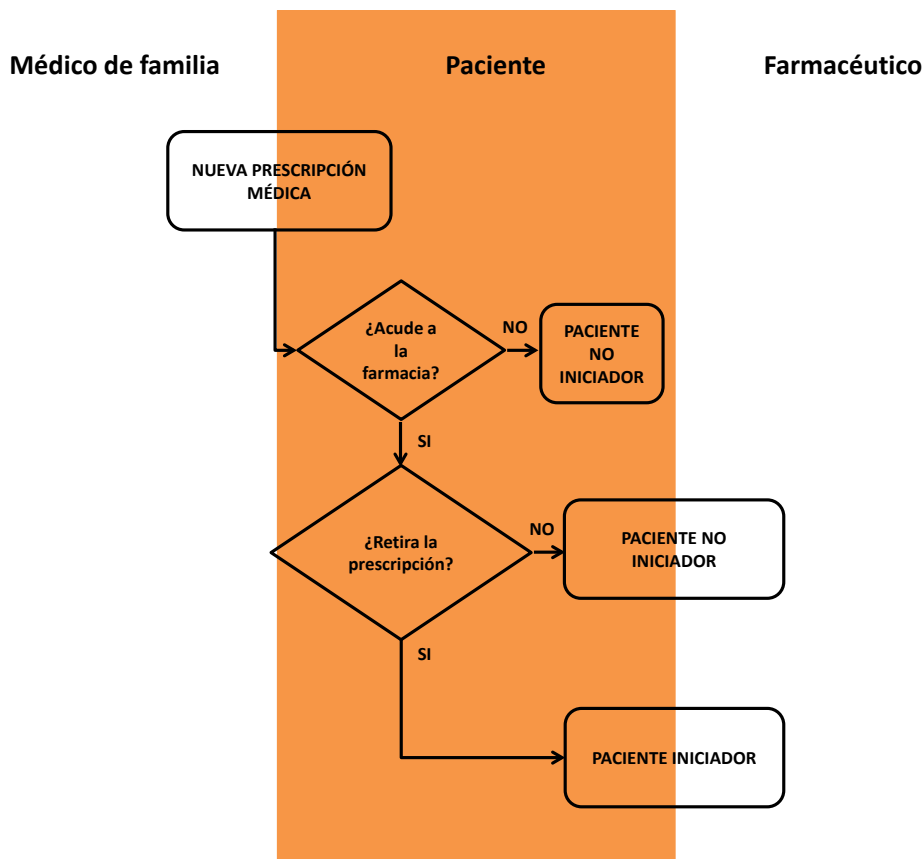 Médico de familia
Paciente
Farmacéutico
NUEVA PRESCRIPCIÓN
MÉDICA
¿Acude a
la
farmacia?
NO
PACIENTE
NO
INICIADOR
SI
¿Retira la
prescripción?
NO
PACIENTE NO
INICIADOR
SI
PACIENTE INICIADOR